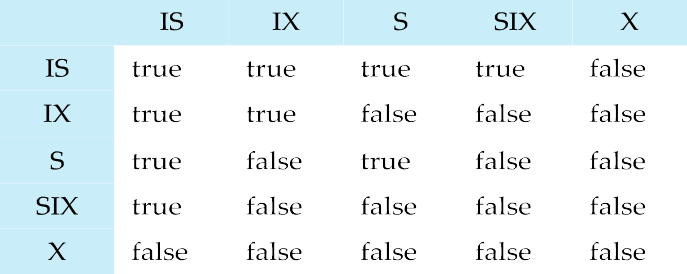 IS IX S SIX X
IS true true true true false
IX true true false false false
S true false true false false
SIX true false false false false
X false false false false false